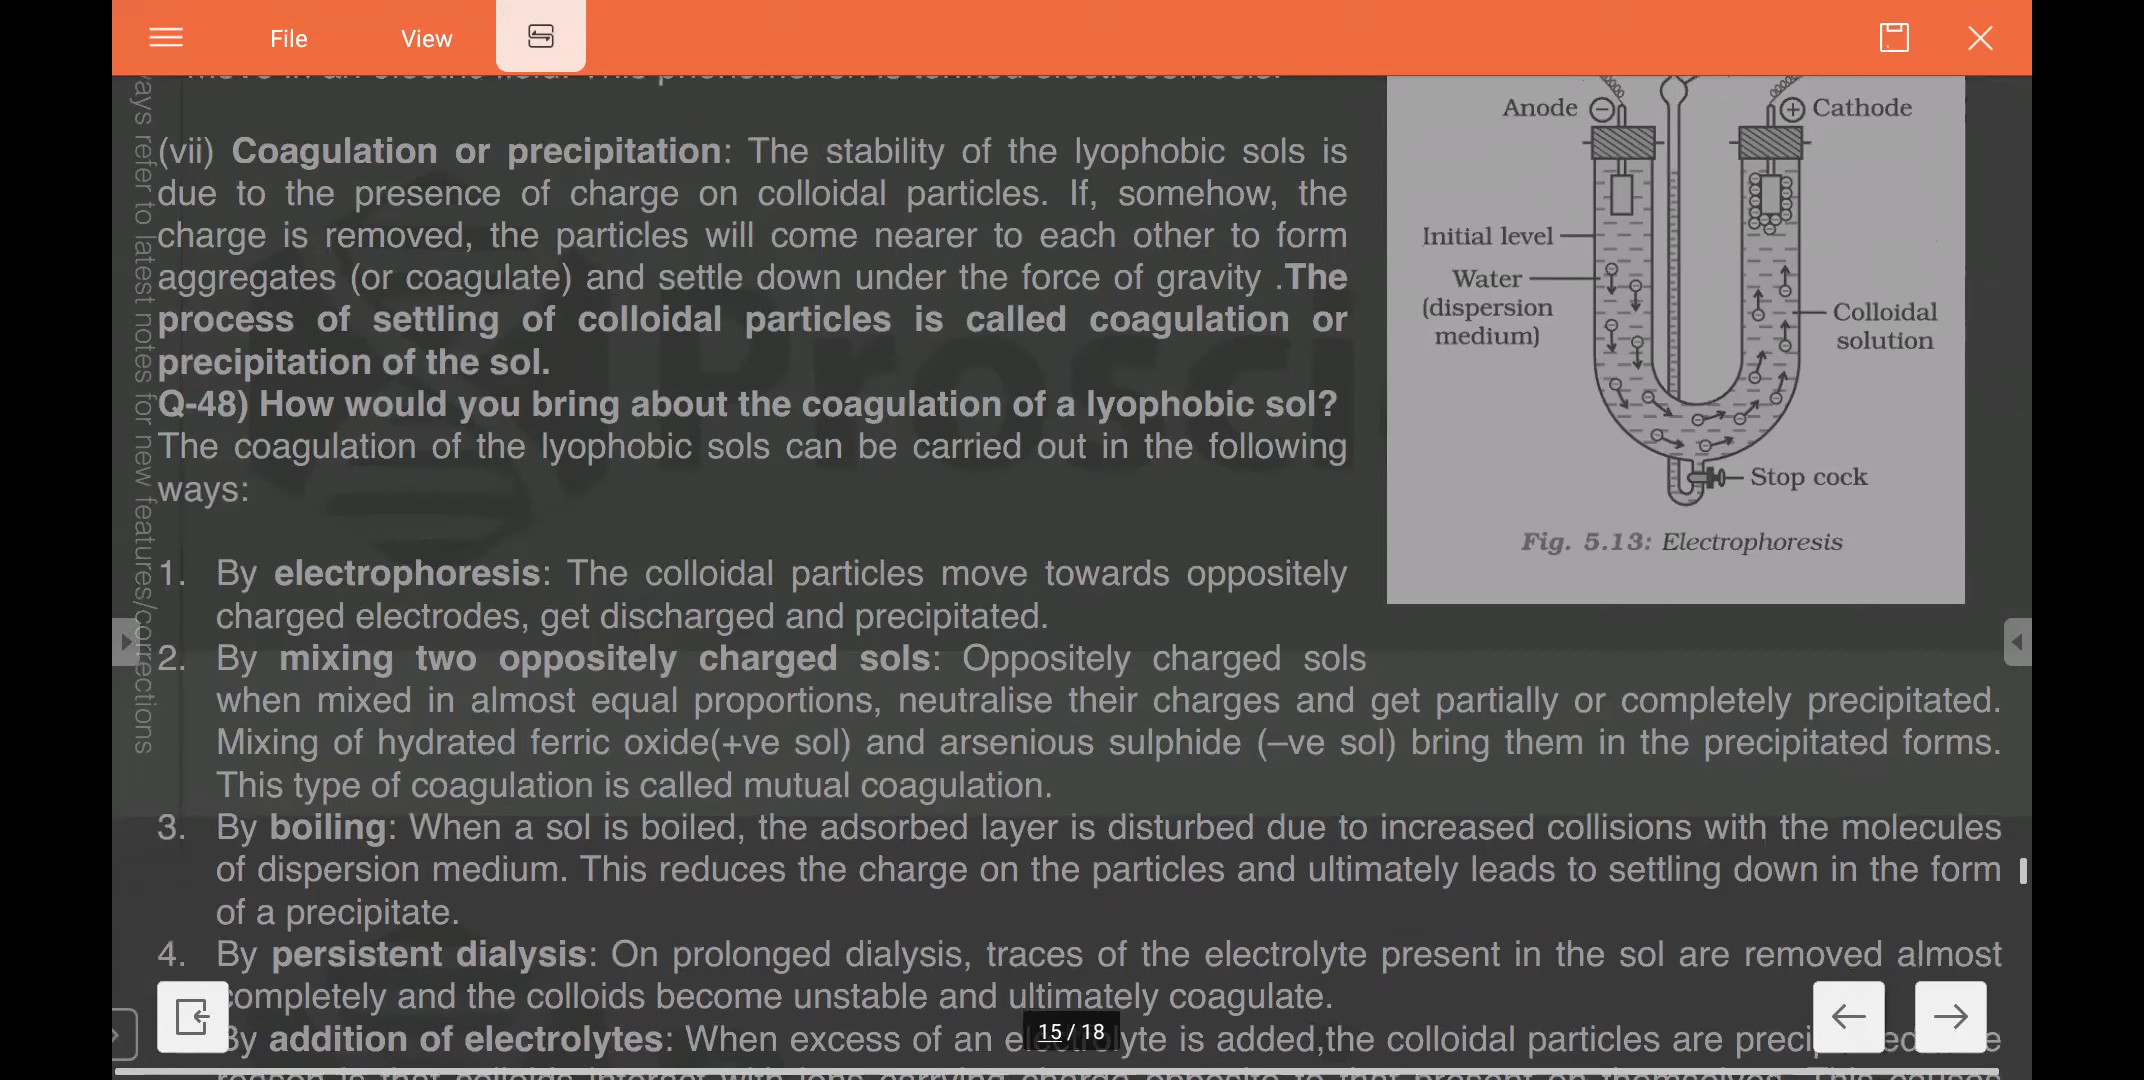 File View
ays refer to latest notes for new features/corrections
(vii) Coagulation or precipitation: The stability of the lyophobic sols is
due to the presence of charge on colloidal particles. If, somehow, the
charge is removed, the particles will come nearer to each other to form
aggregates (or coagulate) and settle down under the force of gravity .The
process of settling of colloidal particles is called coagulation or
precipitation of the sol.
Q-48) How would you bring about the coagulation of a lyophobic sol?
The coagulation of the lyophobic sols can be carried out in the following
ways:
1. By electrophoresis: The colloidal particles move towards oppositely
charged electrodes, get discharged and precipitated.
2. By mixing two oppositely charged sols: Oppositely charged sols
when mixed in almost equal proportions, neutralise their charges and get partially or completely precipitated.
Mixing of hydrated ferric oxide(+ve sol) and arsenious sulphide (–ve sol) bring them in the precipitated forms.
This type of coagulation is called mutual coagulation.
3. By boiling: When a sol is boiled, the adsorbed layer is disturbed due to increased collisions with the molecules
of dispersion medium. This reduces the charge on the particles and ultimately leads to settling down in the form
of a precipitate.
4. By persistent dialysis: On prolonged dialysis, traces of the electrolyte present in the sol are removed almost
completely and the colloids become unstable and ultimately coagulate.
By addition of electrolytes: When excess of an electrolyte is added,the colloidal particles are
Anode
Cathode
Initial level
Water
(dispersion
medium)
Colloidal
solution
Stop cock
Fig. 5.13: Electrophoresis
Prosci
15 / 18